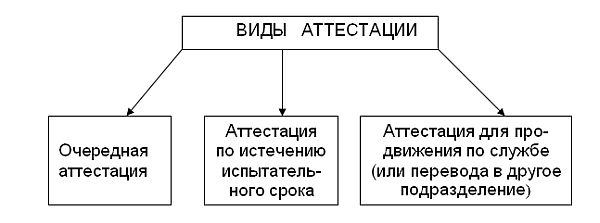 ВИДЫ АТТЕСТАЦИИ
Очередная
аттестация
Аттестация
по истечению
испытатель-
ного срока
Аттестация для про-
движения по службе
(или перевода в другое
подразделение)